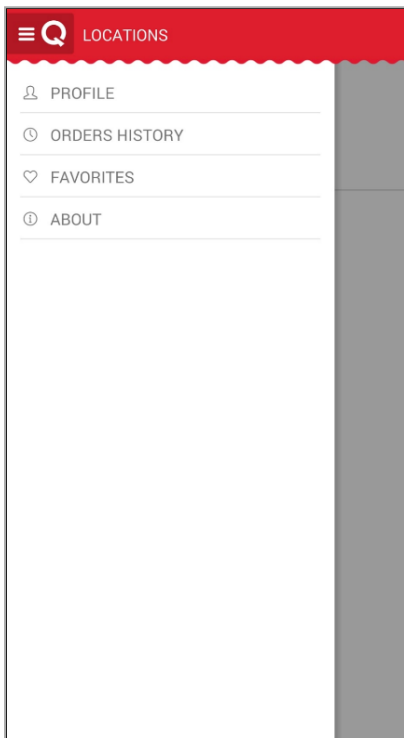 Q LOCATIONS
PROFILE
ORDERS HISTORY
FAVORITES
ABOUT